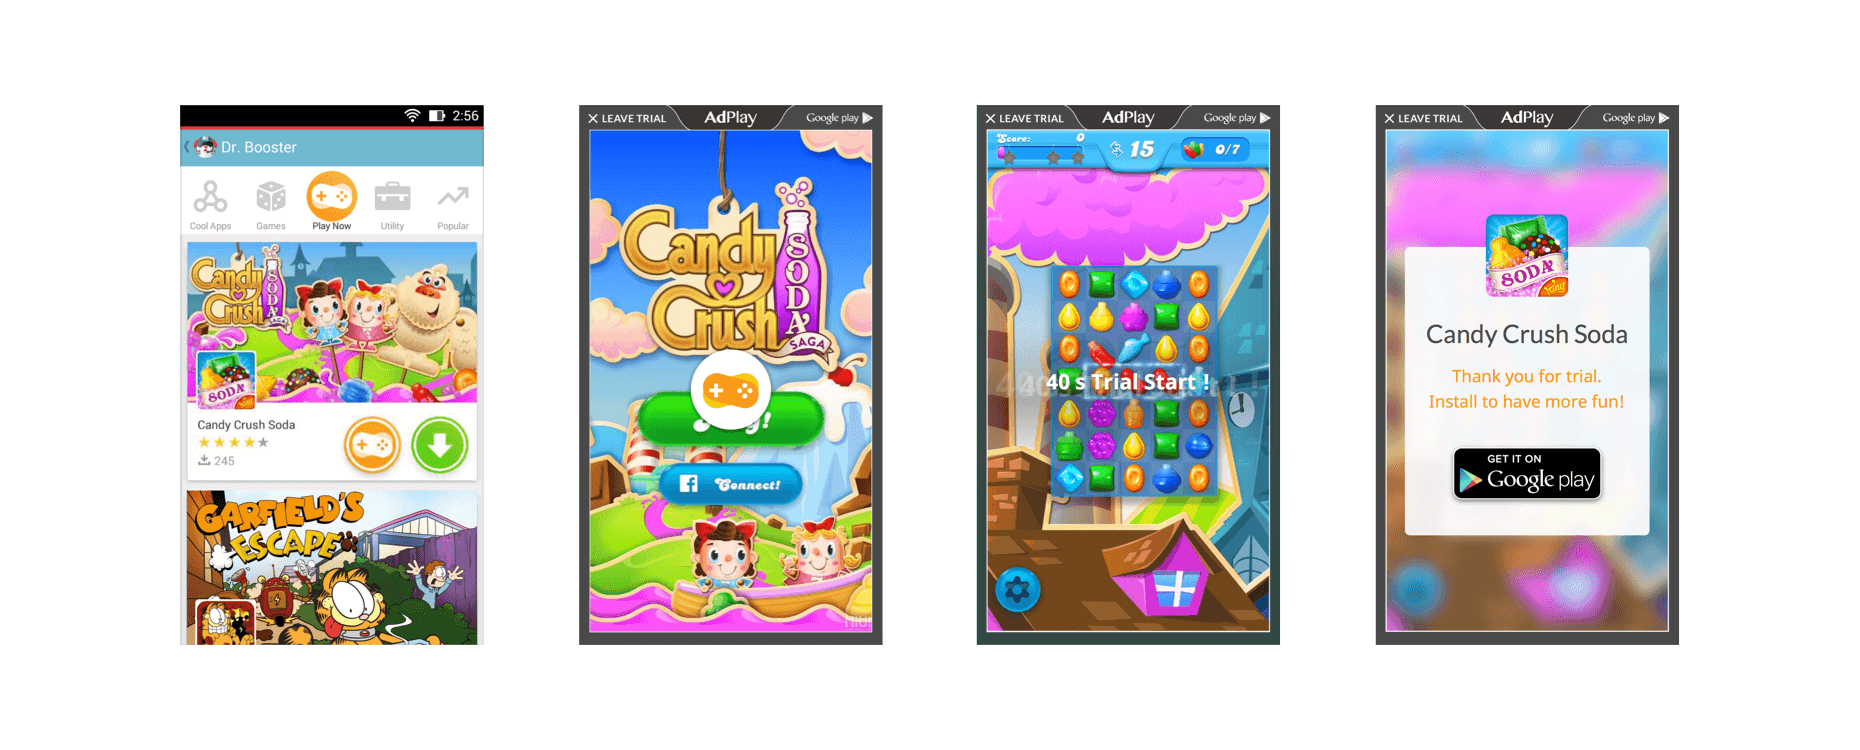 2:56
Dr. Booster
Cool Apps
Games
Play Now
Utility
Popular
Candy
Crush
SODA
SAGA
SODA
Candy Crush Soda
245
GARFIELD'S
ESCAPE
LEAVE TRIAL
AdPlay
Google play
Candy
Crush
SODA
SAGA
Connect!
LEAVE TRIAL
AdPlay
Google play
Score:
0
15
0/7
40 s Trial Start !
LEAVE TRIAL
AdPlay
Google play
SODA
King
Candy Crush Soda
Thank you for trial.
Install to have more fun!
GET IT ON
Google play